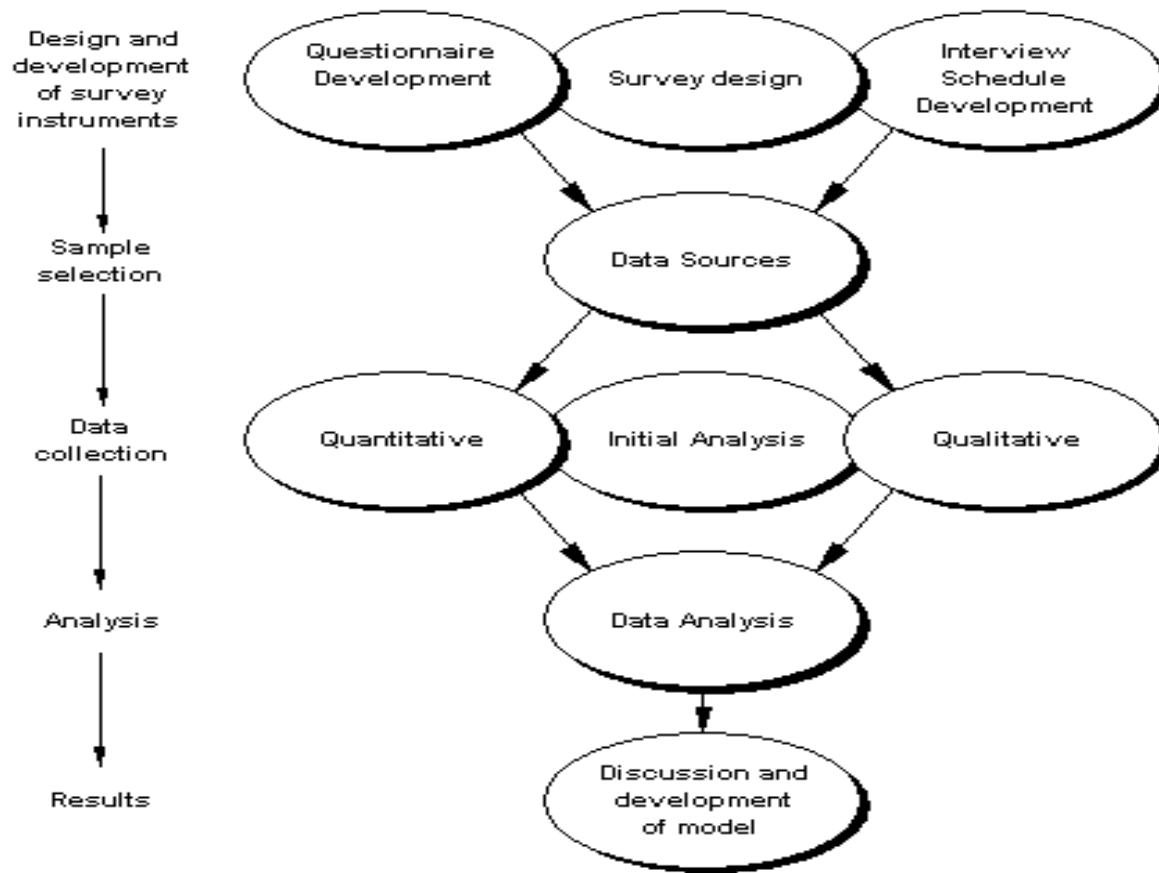 Design and
development
of survey
instruments
Questionnaire
Development
Survey design
Interview
Schedule
Development
Sample
selection
Data Sources
Data
collection
Quantitative
Initial Analysis
Qualitative
Analysis
Data Analysis
Results
Discussion and
development
of model